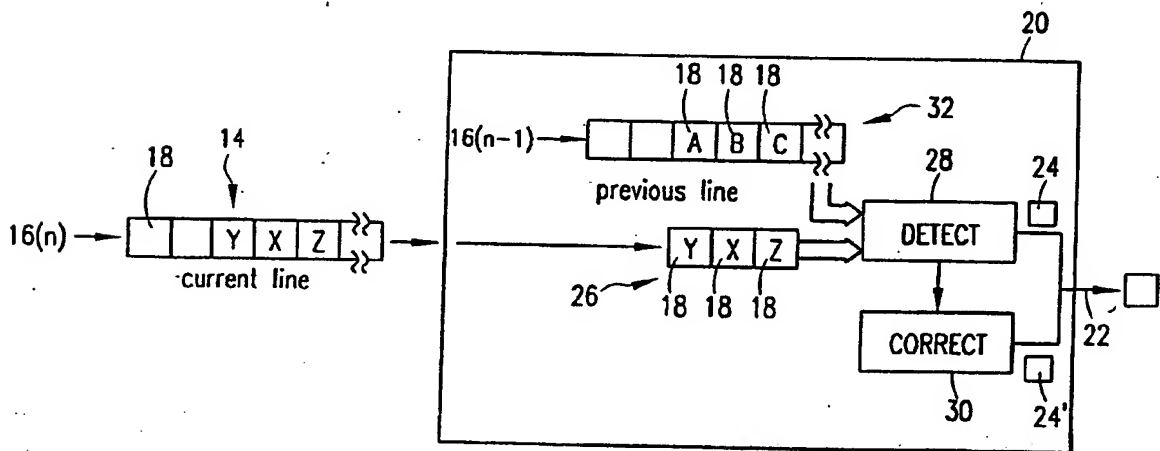 20
18 18 18
32
16(n-1)
A B C
14
18
previous line
28
24
16(n)
Y X Z
current line
DETECT
Y X Z
26
18 18 18
22
CORRECT
30
24'